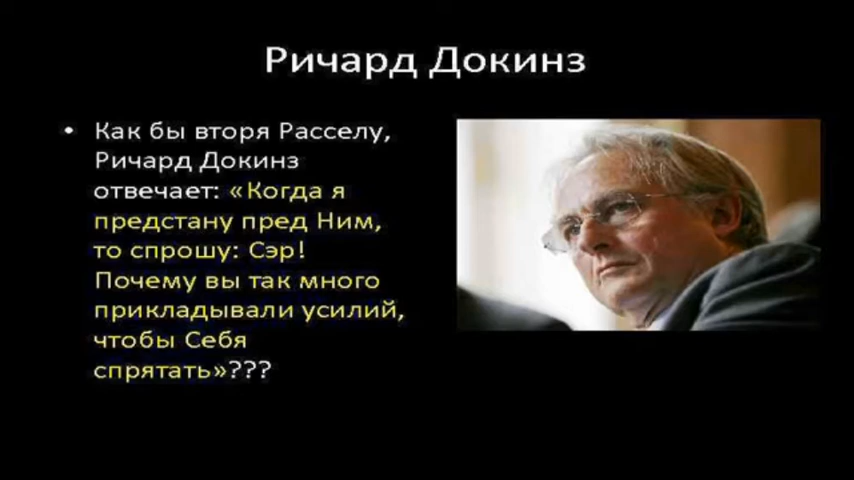 Ричард Докинз
• Как бы вторя Расселу,
Ричард Докинз
отвечает: «Когда я
предстану пред Ним,
то спрошу: Сэр!
Почему вы так много
прикладывали усилий,
чтобы Себя
спрятать»???